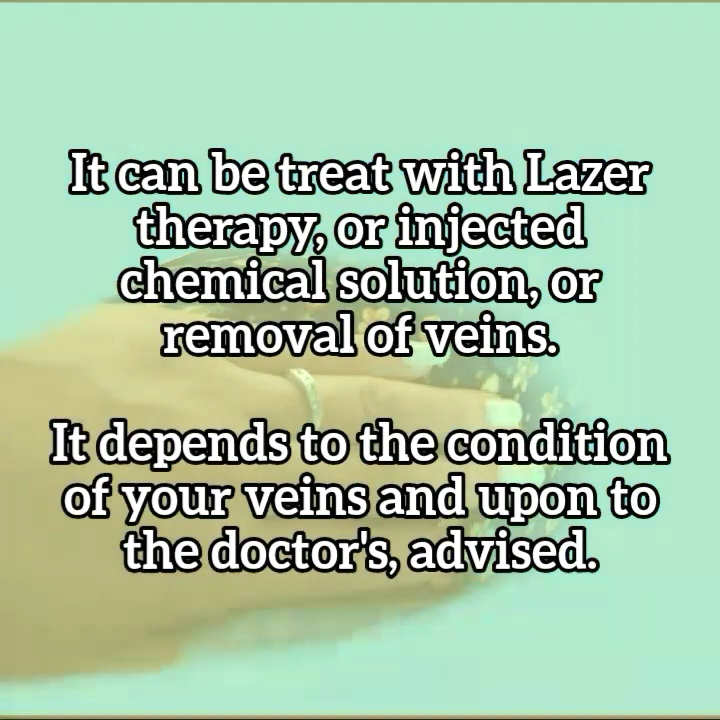 It can be treat with Lazer
therapy, or injected
chemical solution, or
removal of veins.
It depends to the condition
of your veins and upon to
the doctor's, advised.